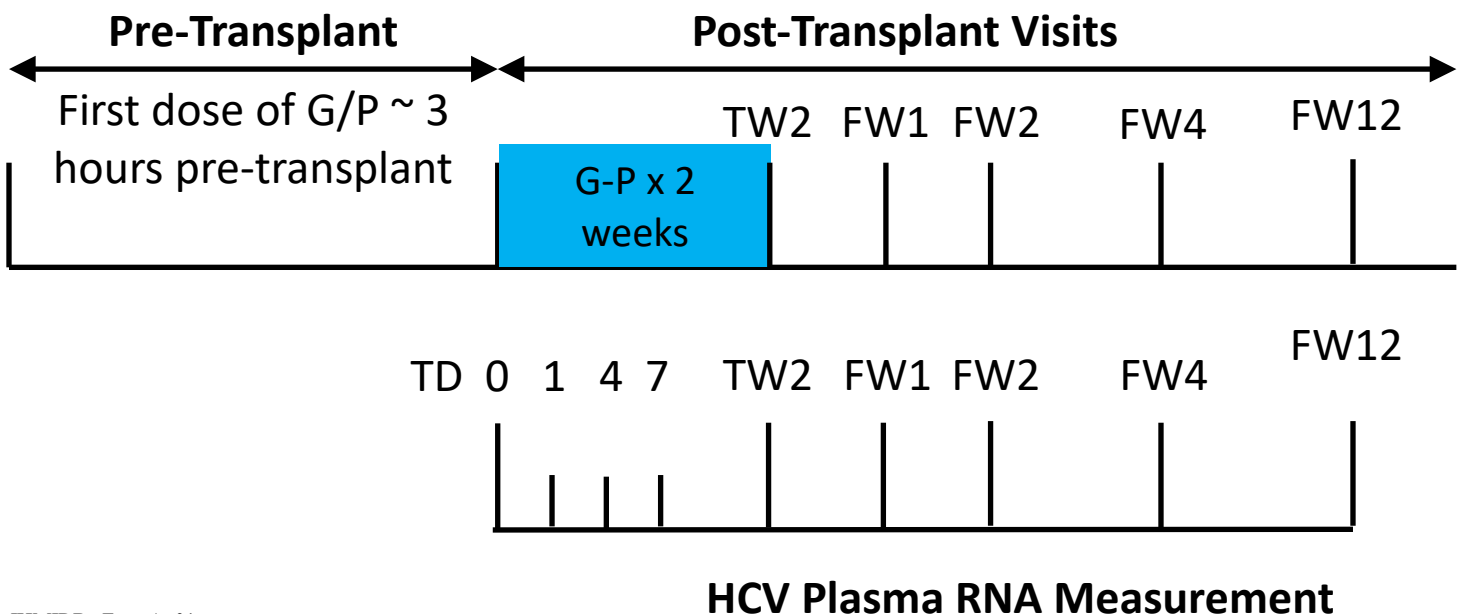 Pre-Transplant Post-Transplant Visits
First dose of G/P ~ 3
hours pre-transplant
TW2 FW1 FW2 FW4 FW12
G-P x 2
weeks
TD 0 1 4 7 TW2 FW1 FW2 FW4 FW12
HCV Plasma RNA Measurement